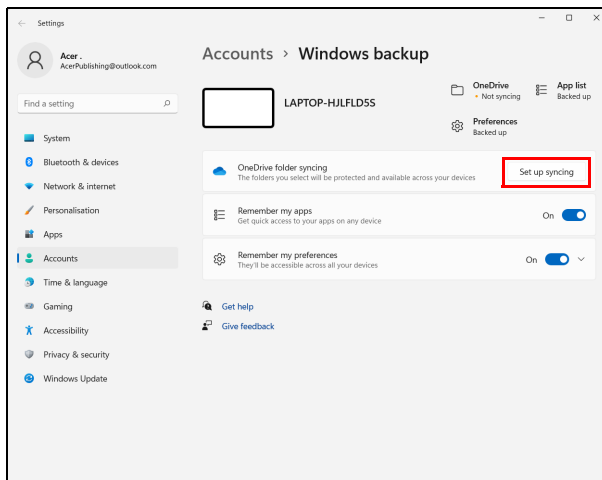 Settings
Acer .
AcerPublishing@outlook.com
Find a setting
System
Bluetooth & devices
Network & internet
Personalisation
Apps
Accounts
Time & language
Gaming
Accessibility
Privacy & security
Windows Update
Accounts > Windows backup
LAPTOP-HJLFLD5S
OneDrive
• Not syncing
App list
Backed up
Preferences
Backed up
OneDrive folder syncing
The folders you select will be protected and available across your devices
Set up syncing
Remember my apps
Get quick access to your apps on any device
On
Remember my preferences
They'll be accessible across all your devices
On
Get help
Give feedback